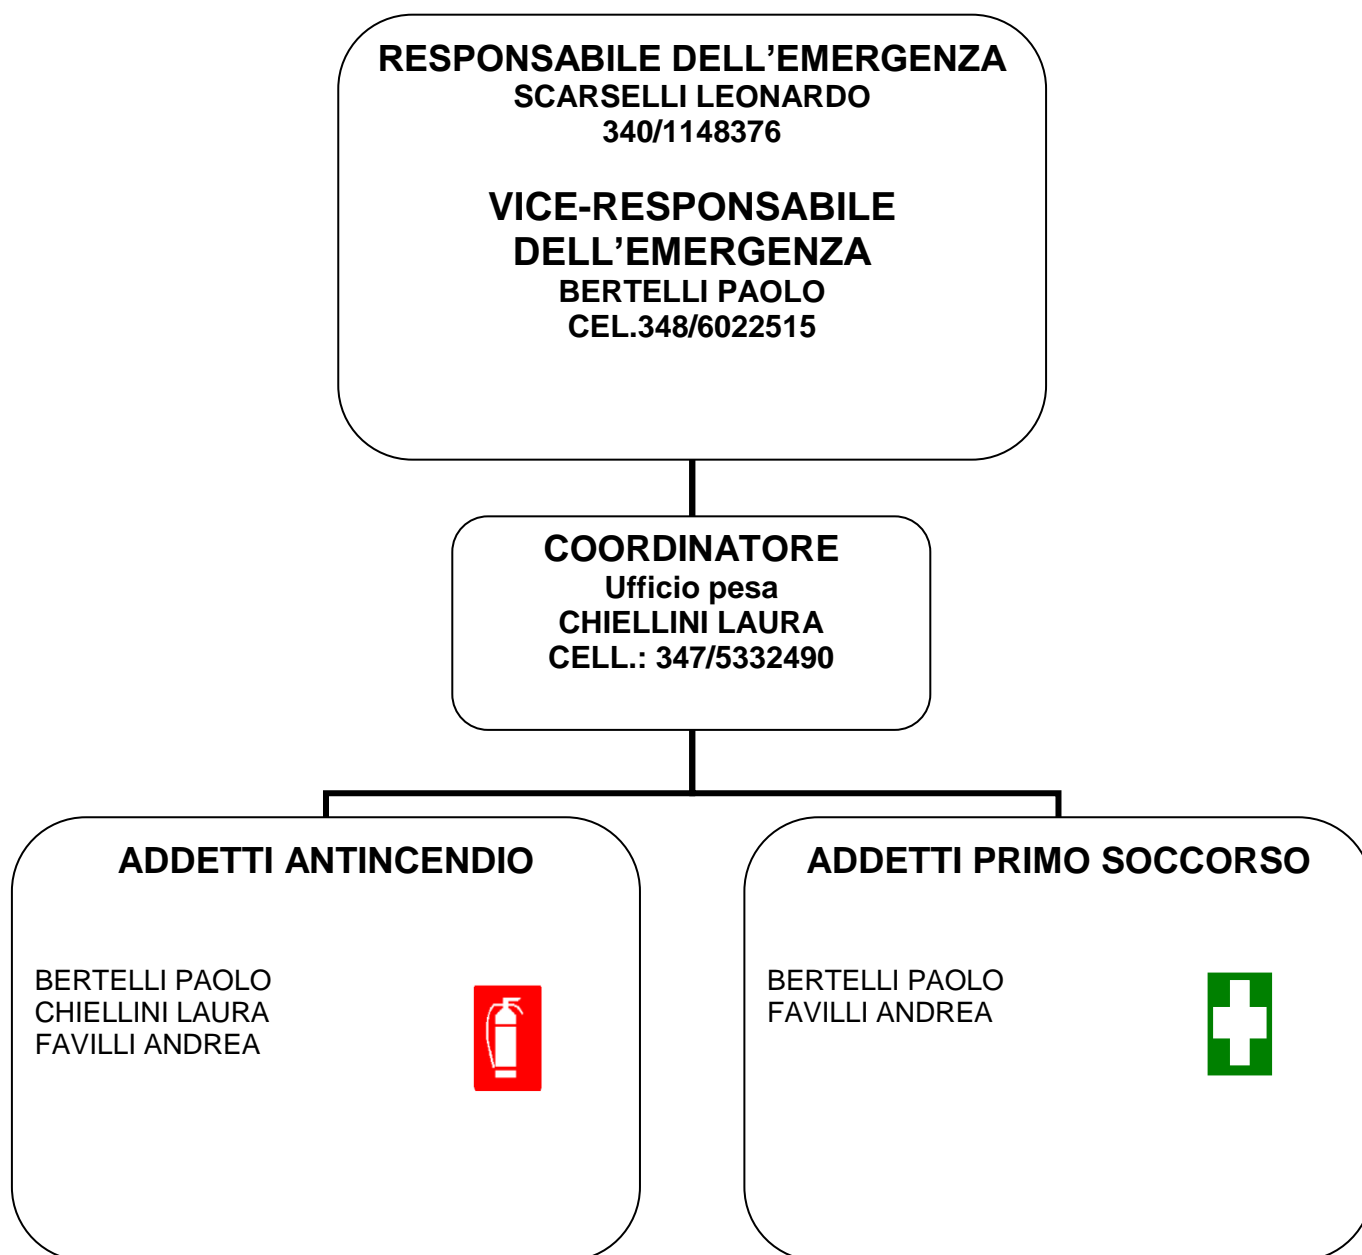 RESPONSABILE DELL’EMERGENZA
SCARSELLI LEONARDO
340/1148376
VICE-RESPONSABILE
DELL’EMERGENZA
BERTELLI PAOLO
CEL.348/6022515
COORDINATORE
Ufficio pesa
CHIELLINI LAURA
CELL.: 347/5332490
ADDETTI ANTINCENDIO
BERTELLI PAOLO
CHIELLINI LAURA
FAVILLI ANDREA
ADDETTI PRIMO SOCCORSO
BERTELLI PAOLO
FAVILLI ANDREA